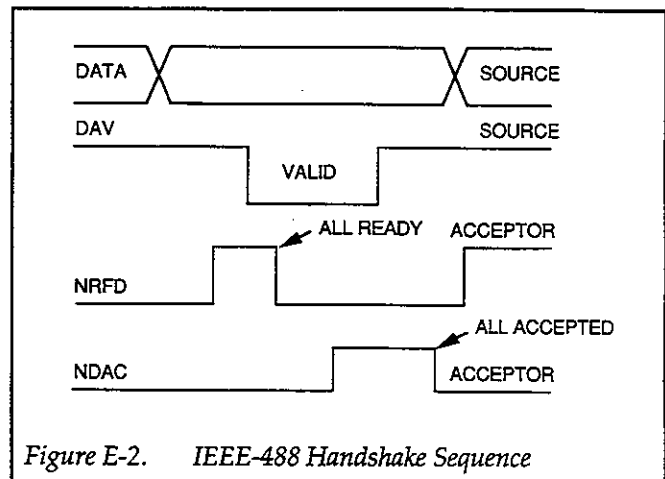 DATA SOURCE
DAV SOURCE
VALID
ALL READY ACCEPTOR
NRFD
ALL ACCEPTED
NDAC ACCEPTOR
Figure E-2. IEEE-488 Handshake Sequence